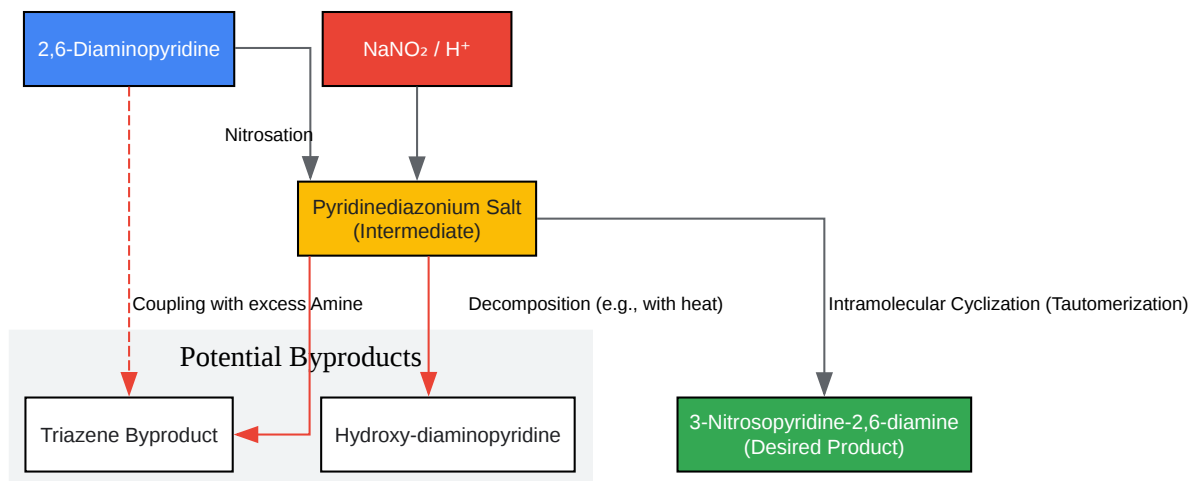 2,6-Diaminopyridine
NaNO₂ / H⁺
Nitrosation
Pyridinediazonium Salt
(Intermediate)
Coupling with excess Amine
Decomposition (e.g., with heat)
Intramolecular Cyclization (Tautomerization)
Potential Byproducts
Triazene Byproduct
Hydroxy-diaminopyridine
3-Nitrosopyridine-2,6-diamine
(Desired Product)